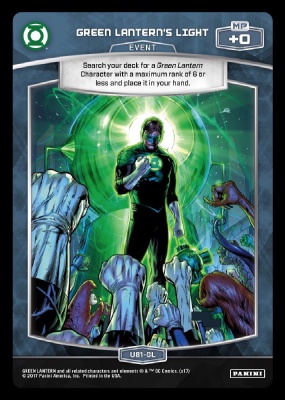 GREEN LANTERN'S LIGHT
MP
+0
EVENT
Search your deck for a Green Lantern
Character with a maximum rank of 6 or
less and place it in your hand.
U81-GL
GREEN LANTERN and all related characters and elements © & ™ DC Comics. (s17)
© 2017 Panini America, Inc. Printed in the USA.
PANINI